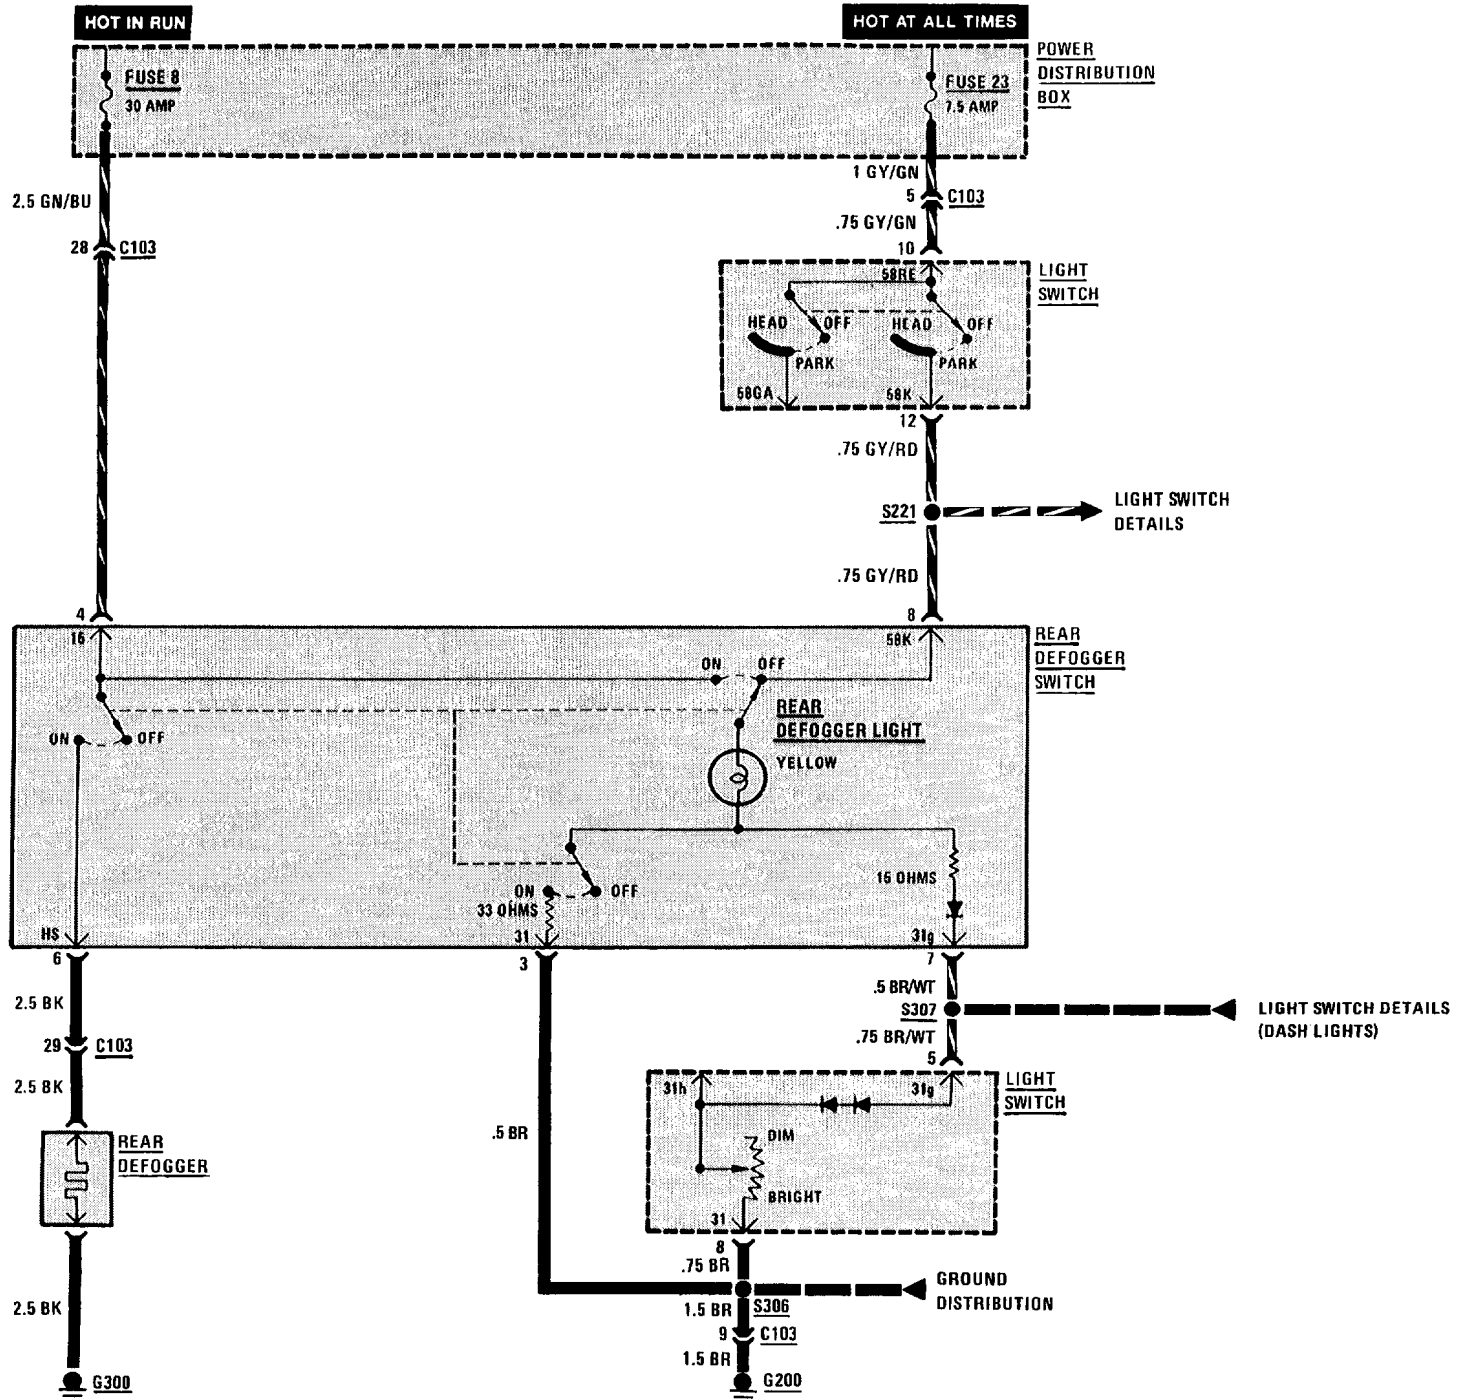 HOT IN RUN
HOT AT ALL TIMES
FUSE 8
30 AMP
FUSE 23
7.5 AMP
POWER
DISTRIBUTION
BOX
2.5 GN/BU
28
C103
1 GY/GN
5
C103
.75 GY/GN
10
58RE
LIGHT
SWITCH
HEAD
OFF
PARK
HEAD
OFF
PARK
58GA
58K
12
.75 GY/RD
S221
LIGHT SWITCH
DETAILS
.75 GY/RD
4
8
16
58K
REAR
DEFOGGER
SWITCH
ON
OFF
ON
OFF
REAR
DEFOGGER LIGHT
YELLOW
ON
OFF
33 OHMS
15 OHMS
HS
31
31g
6
3
7
2.5 BK
.5 BR/WT
S307
LIGHT SWITCH DETAILS
(DASH LIGHTS)
.75 BR/WT
29
C103
5
2.5 BK
31h
31g
LIGHT
SWITCH
.5 BR
DIM
BRIGHT
REAR
DEFOGGER
31
8
.75 BR
GROUND
DISTRIBUTION
2.5 BK
1.5 BR
S306
9
C103
1.5 BR
G300
G200